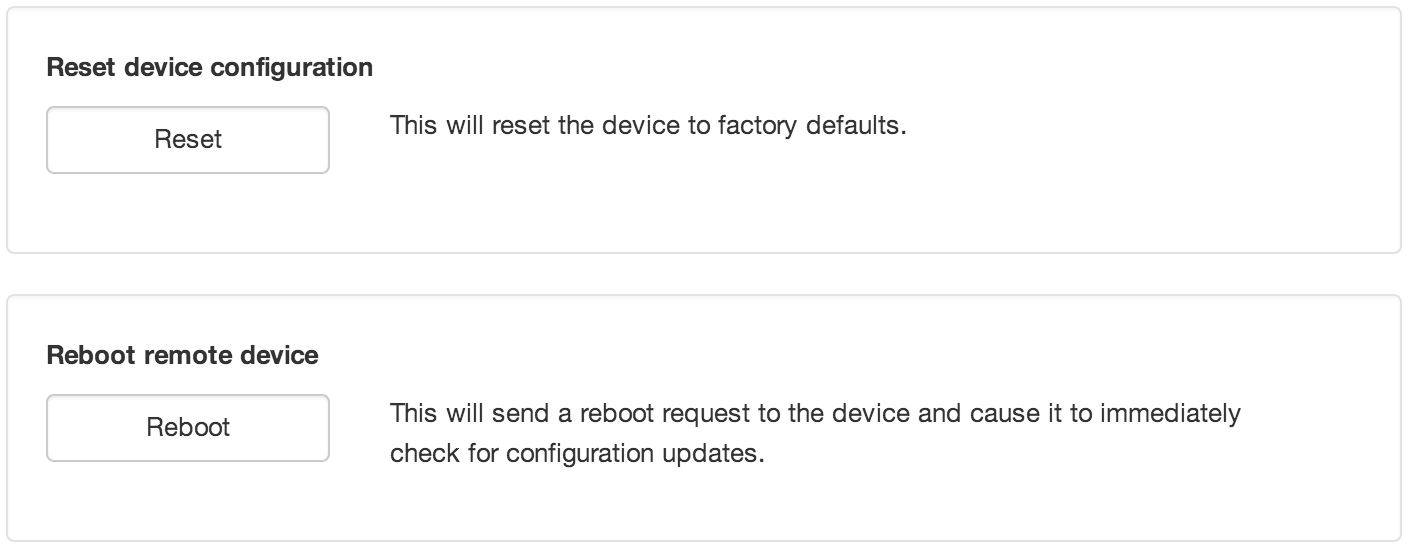 Reset device configuration
Reset
This will reset the device to factory defaults.
Reboot remote device
Reboot
This will send a reboot request to the device and cause it to immediately
check for configuration updates.